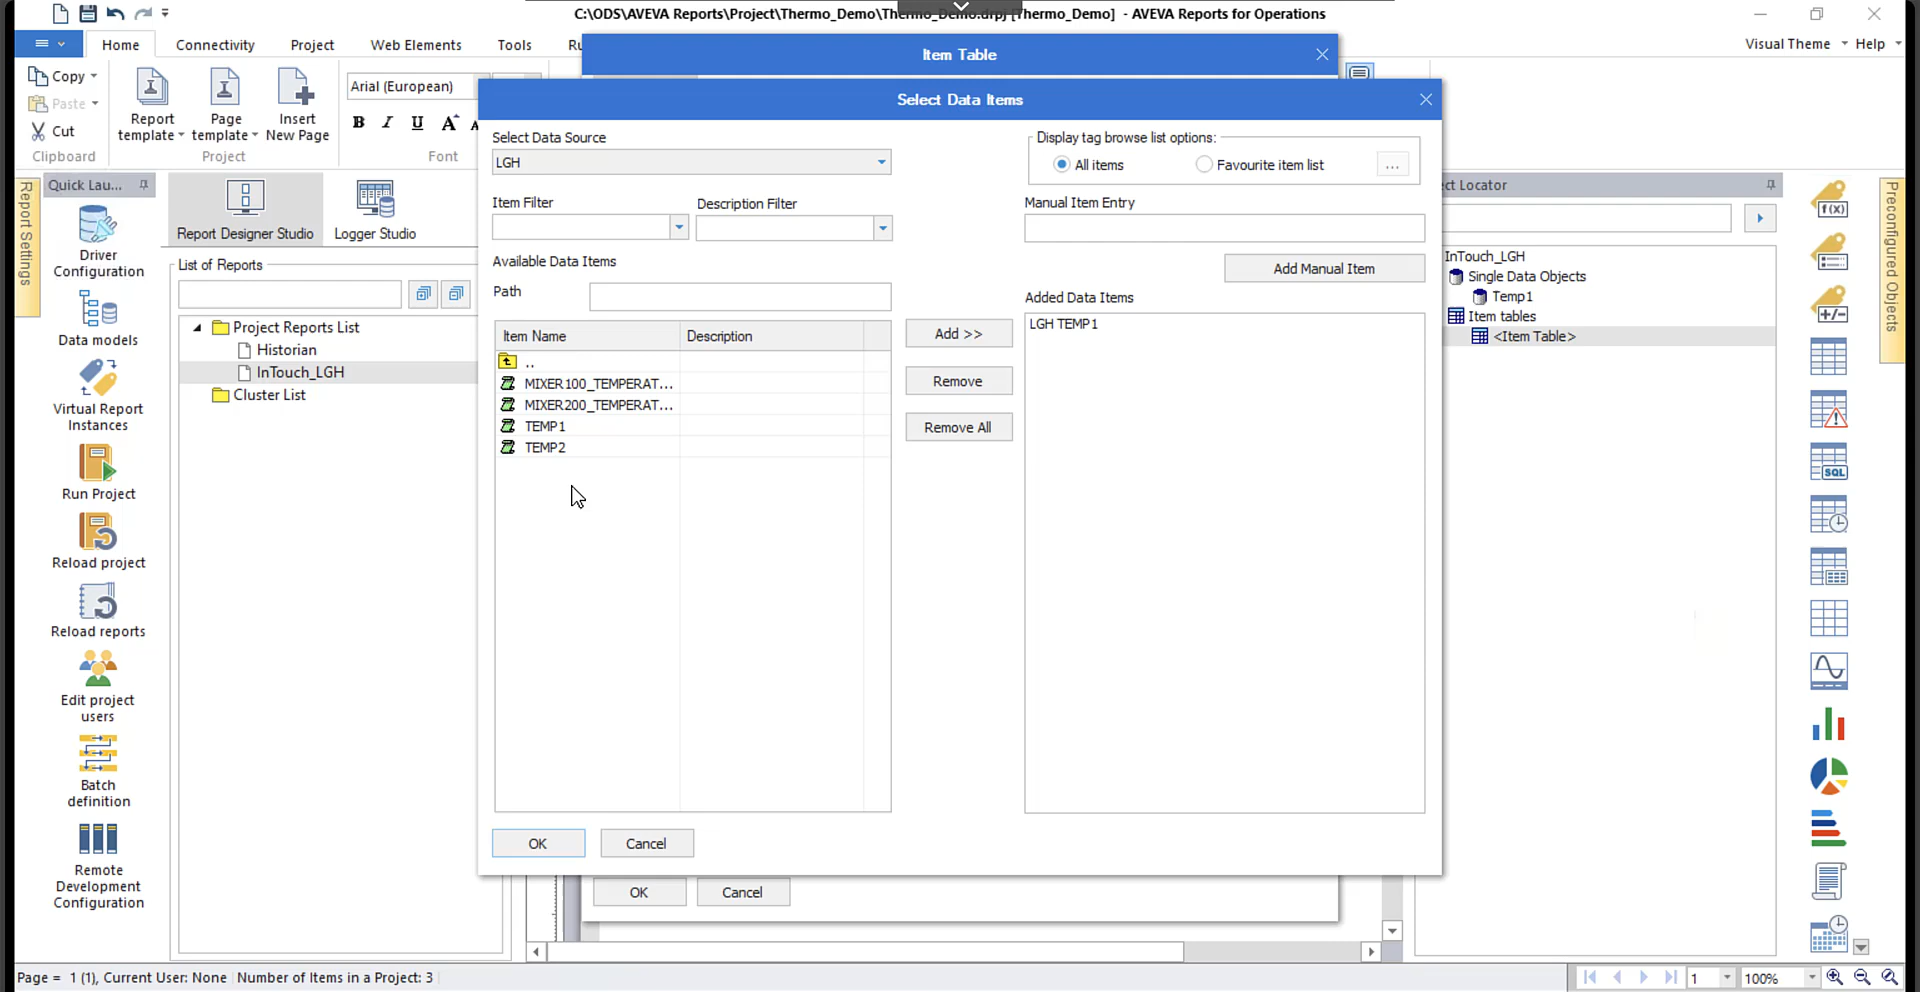 C:\ODS\AVEVA Reports\Project\Thermo_Demo\Thermo_Demo.drpj [Thermo_Demo] - AVEVA Reports for Operations
Home
Connectivity
Project
Web Elements
Tools
Visual Theme
Help
Copy
Paste
Cut
Clipboard
Report template
Page template
Insert New Page
Project
Arial (European)
B I U A
Font
Item Table
Select Data Items
Select Data Source
LGH
Item Filter
Description Filter
Available Data Items
Path
Item Name
Description
..
MIXER100_TEMPERAT...
MIXER200_TEMPERAT...
TEMP1
TEMP2
Add >>
Remove
Remove All
Display tag browse list options:
All items
Favourite item list
...
Manual Item Entry
Add Manual Item
Added Data Items
LGH TEMP1
OK
Cancel
OK
Cancel
Report Settings
Quick Lau...
Driver Configuration
Data models
Virtual Report Instances
Run Project
Reload project
Reload reports
Edit project users
Batch definition
Remote Development Configuration
Report Designer Studio
Logger Studio
List of Reports
Project Reports List
Historian
InTouch_LGH
Cluster List
ct Locator
InTouch_LGH
Single Data Objects
Temp1
Item tables
<Item Table>
f(x)
+/-
SQL
Preconfigured Objects
Page = 1 (1), Current User: None
Number of Items in a Project: 3
1
100%